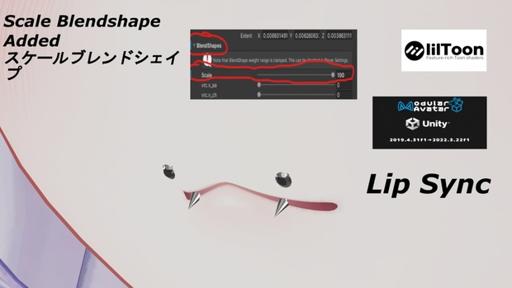 Scale Blendshape
Added
スケールブレンドシェイ
プ
Extent X 0.008631491 Y 0.00628063 Z 0.003863111
BlendShapes
Note that BlendShape weight range is clamped. This can be disabled in Player Settings.
Scale 100
vrc.v_aa 0
vrc.v_ch 0
lilToon
Feature-rich Toon shaders
Modular
Avatar
Unity
2019.4.31f1→2022.3.22f1
Lip Sync